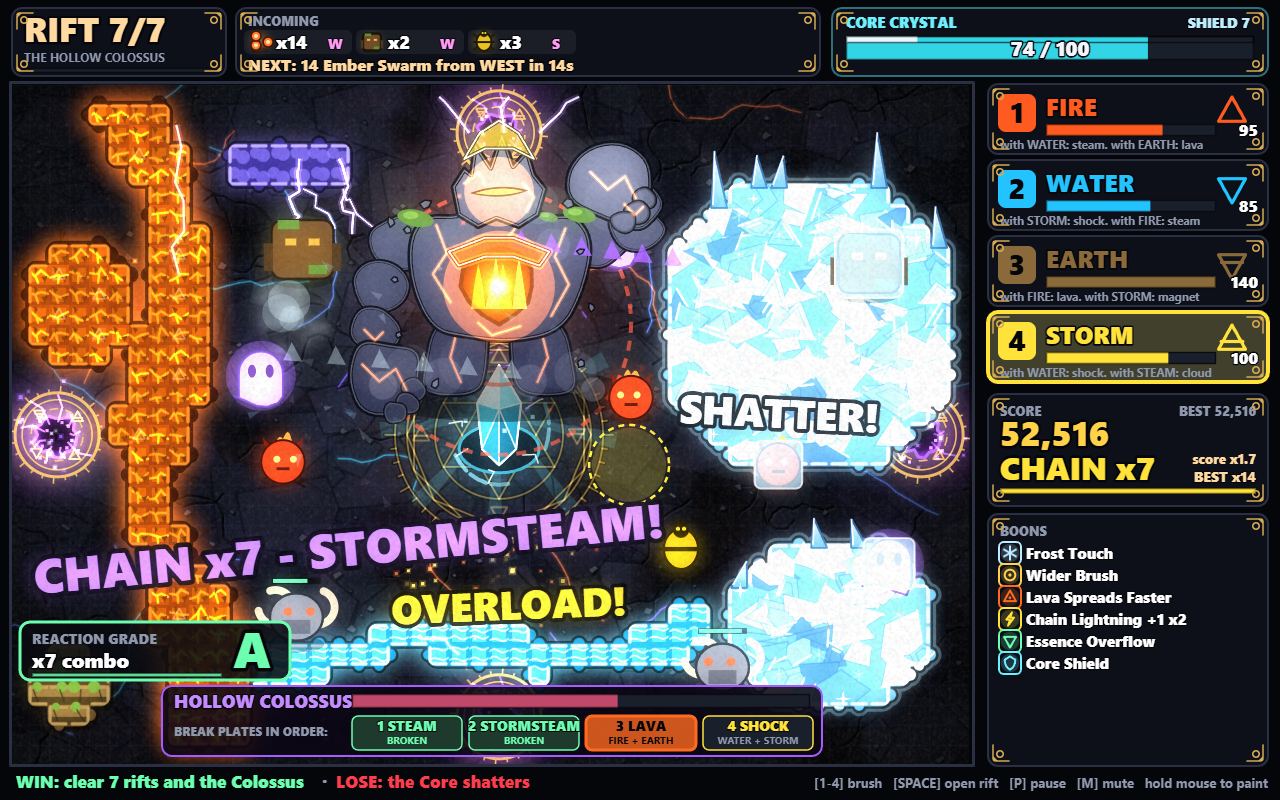 RIFT 7/7
THE HOLLOW COLOSSUS
INCOMING
x14 w x2 w x3 s
NEXT: 14 Ember Swarm from WEST in 14s
CORE CRYSTAL SHIELD 7
74 / 100
1 FIRE
95
with WATER: steam. with EARTH: lava
2 WATER
85
with STORM: shock. with FIRE: steam
3 EARTH
140
with FIRE: lava. with STORM: magnet
4 STORM
100
with WATER: shock. with STEAM: cloud
SCORE BEST 52,516
52,516
CHAIN x7 score x1.7
BEST x14
BOONS
Frost Touch
Wider Brush
Lava Spreads Faster
Chain Lightning +1 x2
Essence Overflow
Core Shield
SHATTER!
CHAIN x7 - STORMSTEAM!
OVERLOAD!
REACTION GRADE A
x7 combo
HOLLOW COLOSSUS
BREAK PLATES IN ORDER:
1 STEAM
BROKEN
2 STORMSTEAM
BROKEN
3 LAVA
FIRE + EARTH
4 SHOCK
WATER + STORM
WIN: clear 7 rifts and the Colossus · LOSE: the Core shatters
[1-4] brush [SPACE] open rift [P] pause [M] mute hold mouse to paint